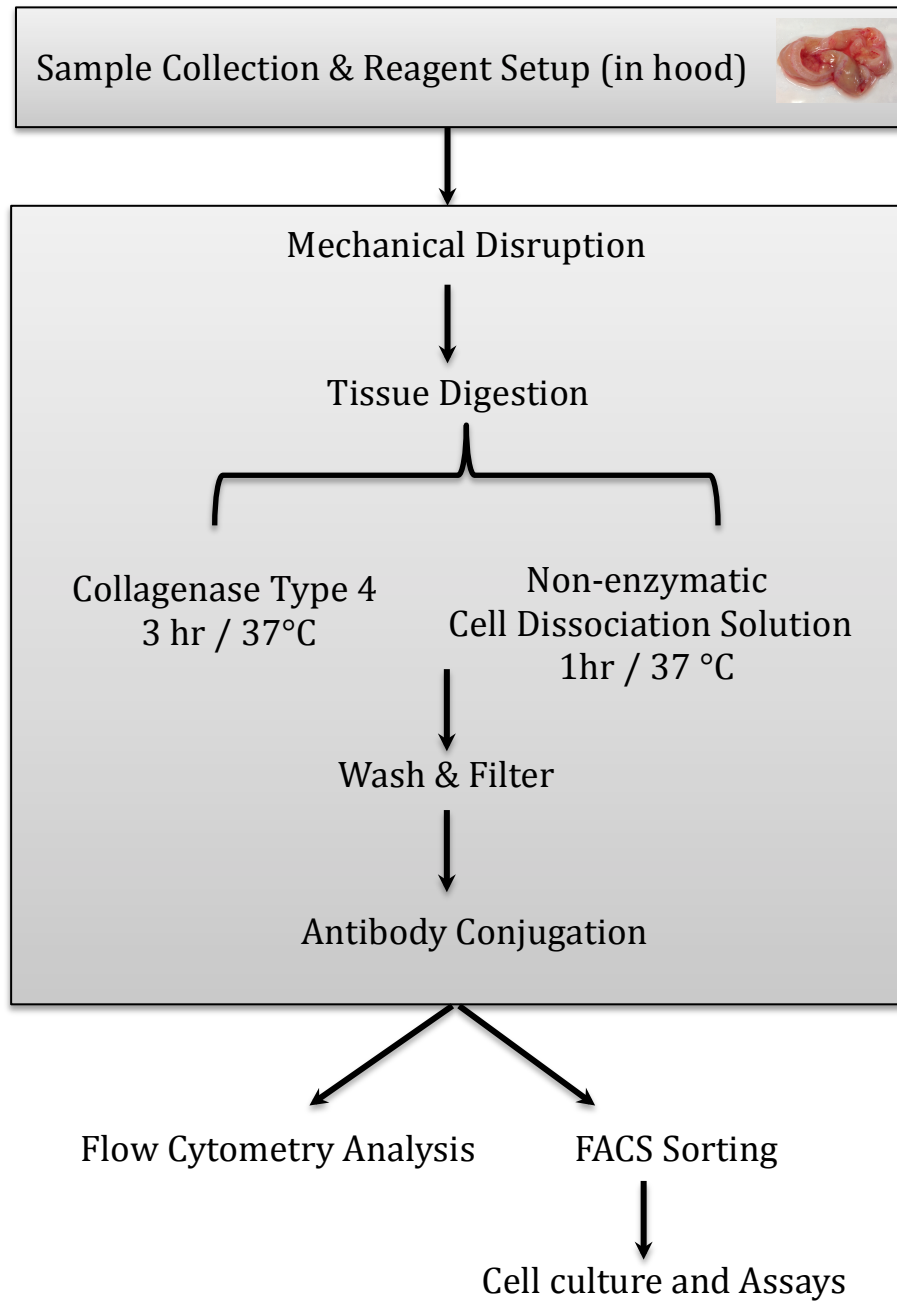 Sample Collection & Reagent Setup (in hood)
Mechanical Disruption
Tissue Digestion
Collagenase Type 4
3 hr / 37°C
Non-enzymatic
Cell Dissociation Solution
1hr / 37 °C
Wash & Filter
Antibody Conjugation
Flow Cytometry Analysis
FACS Sorting
Cell culture and Assays